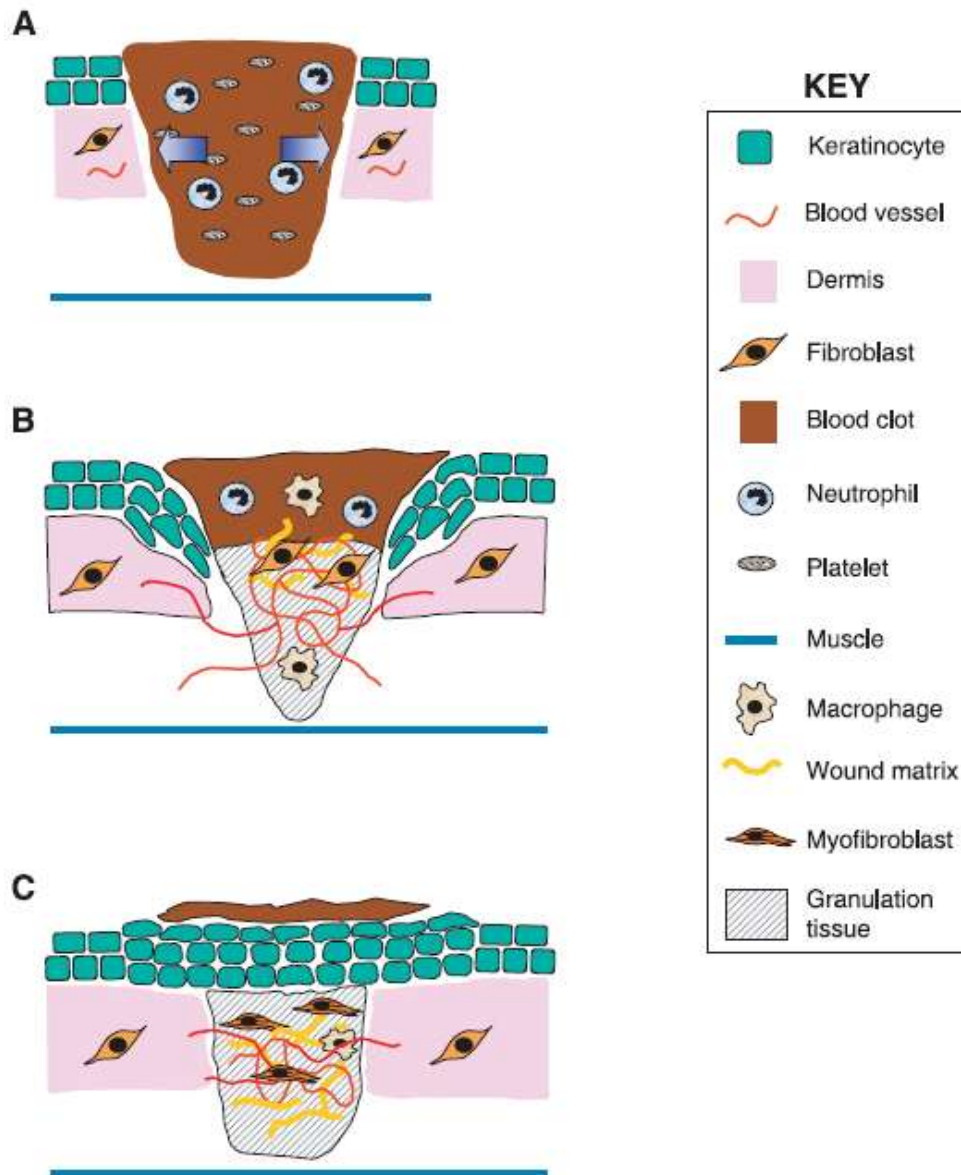 A
B
C
KEY
Keratinocyte
Blood vessel
Dermis
Fibroblast
Blood clot
Neutrophil
Platelet
Muscle
Macrophage
Wound matrix
Myofibroblast
Granulation
tissue